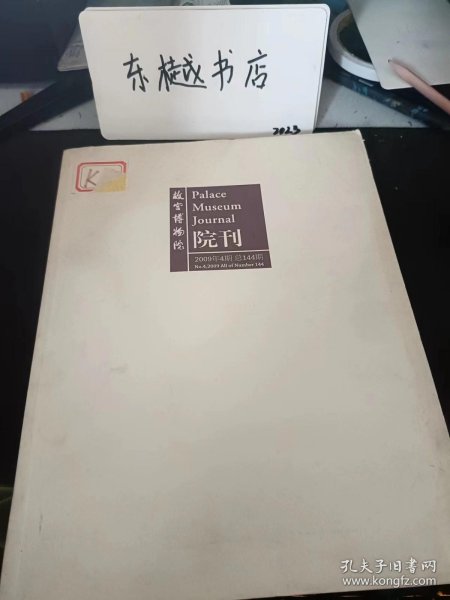 东樾书店
2023
K
故宫博物院
Palace
Museum
Journal
院刊
2009年4期 总144期
No.4,2009 All of Number 144
孔夫子旧书网
www.kongfz.com